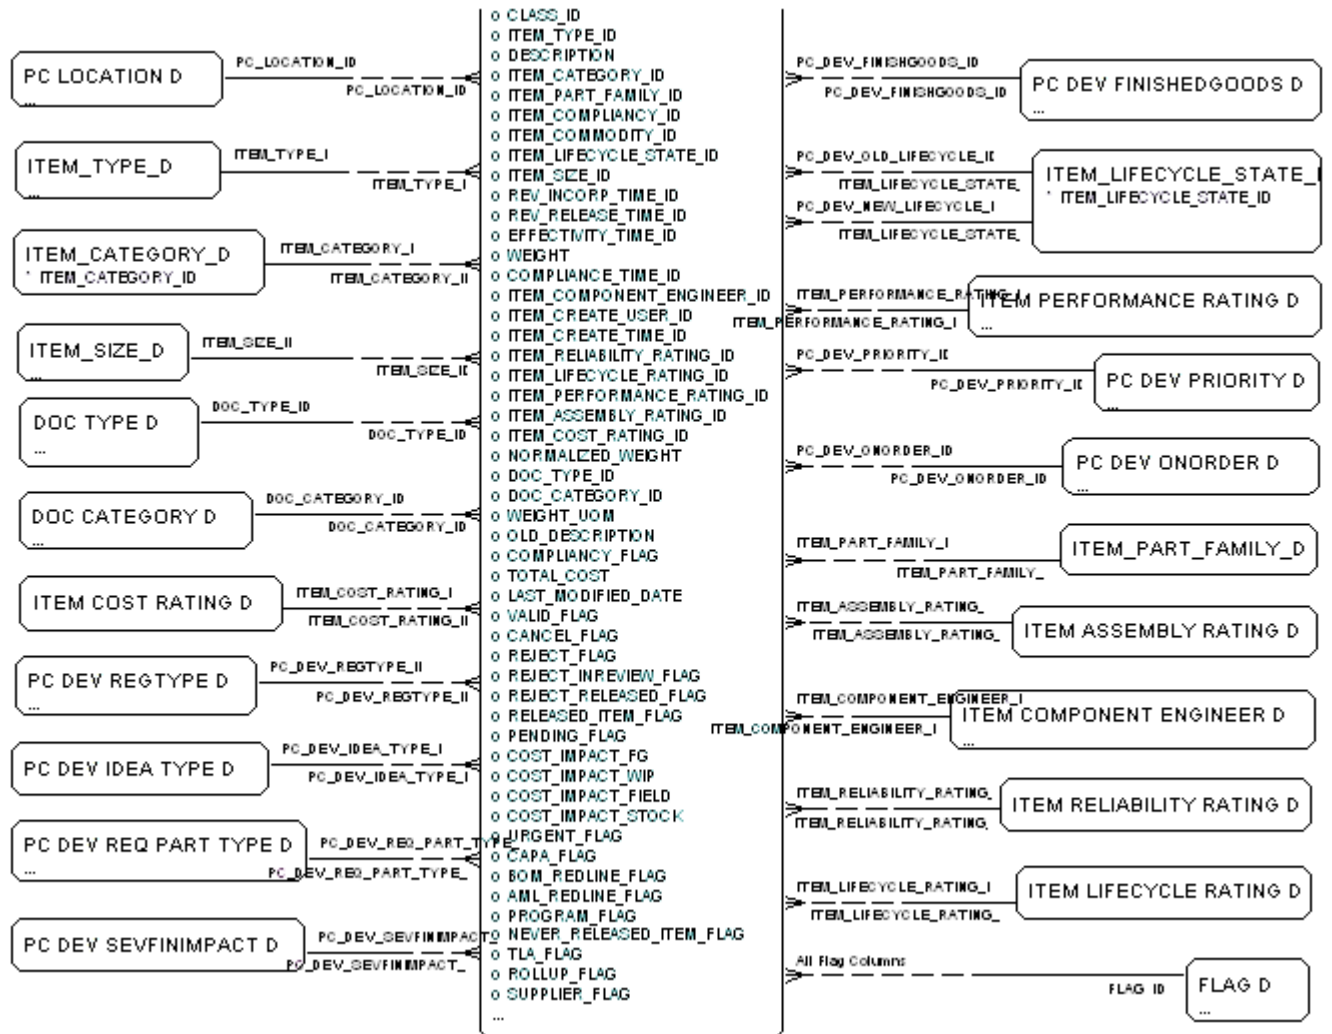 PC_LOCATION_ID
PC LOCATION D
...
PC_LOCATION_ID
ITEM_TYPE_I
ITEM_TYPE_D
...
ITEM_TYPE_I
ITEM_CATEGORY_I
ITEM_CATEGORY_D
* ITEM_CATEGORY_ID
ITEM_CATEGORY_II
ITEM_SIZE_II
ITEM_SIZE_D
...
ITEM_SIZE_IC
DOC_TYPE_ID
DOC TYPE D
...
DOC_TYPE_ID
DOC_CATEGORY_ID
DOC CATEGORY D
...
DOC_CATEGORY_ID
ITEM_COST_RATING_I
ITEM COST RATING D
ITEM_COST_RATING_II
PC_DEV_REGTYPE_II
PC DEV REGTYPE D
...
PC_DEV_REGTYPE_II
PC_DEV_IDEA_TYPE_I
PC DEV IDEA TYPE D
PC_DEV_IDEA_TYPE_I
PC_DEV_REQ_PART_TYPE_
PC DEV REQ PART TYPE D
...
PC_DEV_REQ_PART_TYPE_
PC_DEV_SEVFINIMPACT_
PC DEV SEVFINIMPACT D
PC_DEV_SEVFINIMPACT_
o CLASS_ID
o ITEM_TYPE_ID
o DESCRIPTION
o ITEM_CATEGORY_ID
o ITEM_PART_FAMILY_ID
o ITEM_COMPLIANCY_ID
o ITEM_COMMODITY_ID
o ITEM_LIFECYCLE_STATE_ID
o ITEM_SIZE_ID
o REV_INCORP_TIME_ID
o REV_RELEASE_TIME_ID
o EFFECTIVITY_TIME_ID
o WEIGHT
o COMPLIANCE_TIME_ID
o ITEM_COMPONENT_ENGINEER_ID
o ITEM_CREATE_USER_ID
o ITEM_CREATE_TIME_ID
o ITEM_RELIABILITY_RATING_ID
o ITEM_LIFECYCLE_RATING_ID
o ITEM_PERFORMANCE_RATING_ID
o ITEM_ASSEMBLY_RATING_ID
o ITEM_COST_RATING_ID
o NORMALIZED_WEIGHT
o DOC_TYPE_ID
o DOC_CATEGORY_ID
o WEIGHT_UOM
o OLD_DESCRIPTION
o COMPLIANCY_FLAG
o TOTAL_COST
o LAST_MODIFIED_DATE
o VALID_FLAG
o CANCEL_FLAG
o REJECT_FLAG
o REJECT_INREVIEW_FLAG
o REJECT_RELEASED_FLAG
o RELEASED_ITEM_FLAG
o PENDING_FLAG
o COST_IMPACT_FG
o COST_IMPACT_WIP
o COST_IMPACT_FIELD
o COST_IMPACT_STOCK
o URGENT_FLAG
o CAPA_FLAG
o BOM_REDLINE_FLAG
o AML_REDLINE_FLAG
o PROGRAM_FLAG
o NEVER_RELEASED_ITEM_FLAG
o TLA_FLAG
o ROLLUP_FLAG
o SUPPLIER_FLAG
...
PC_DEV_FINISHGOODS_ID
PC DEV FINISHEDGOODS D
...
PC_DEV_FINISHGOODS_ID
PC_DEV_OLD_LIFECYCLE_IC
ITEM_LIFECYCLE_STATE_
* ITEM_LIFECYCLE_STATE_ID
ITEM_LIFECYCLE_STATE_
PC_DEV_NEW_LIFECYCLE_I
ITEM_LIFECYCLE_STATE_
ITEM_PERFORMANCE_RATING_I
ITEM PERFORMANCE RATING D
...
ITEM_PERFORMANCE_RATING_I
PC_DEV_PRIORITY_IC
PC DEV PRIORITY D
...
PC_DEV_PRIORITY_IC
PC_DEV_ONORDER_ID
PC DEV ONORDER D
...
PC_DEV_ONORDER_ID
ITEM_PART_FAMILY_I
ITEM_PART_FAMILY_D
ITEM_PART_FAMILY_
ITEM_ASSEMBLY_RATING_
ITEM ASSEMBLY RATING D
ITEM_ASSEMBLY_RATING_
ITEM_COMPONENT_ENGINEER_I
ITEM COMPONENT ENGINEER D
...
ITEM_COMPONENT_ENGINEER_I
ITEM_RELIABILITY_RATING_
ITEM RELIABILITY RATING D
ITEM_RELIABILITY_RATING_
ITEM_LIFECYCLE_RATING_I
ITEM LIFECYCLE RATING D
ITEM_LIFECYCLE_RATING_
All Flag Columns
FLAG D
...
FLAG ID